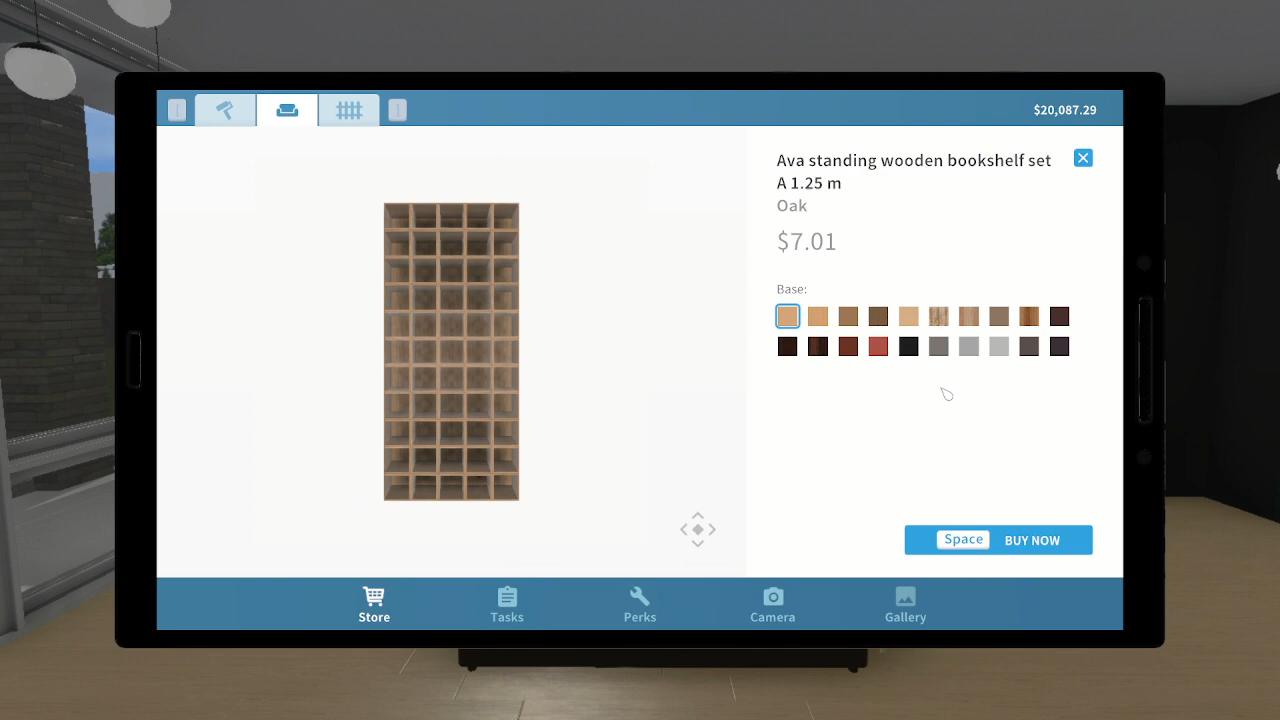 $20,087.29
Ava standing wooden bookshelf set
A 1.25 m
Oak
$7.01
Base:
Space BUY NOW
Store Tasks Perks Camera Gallery